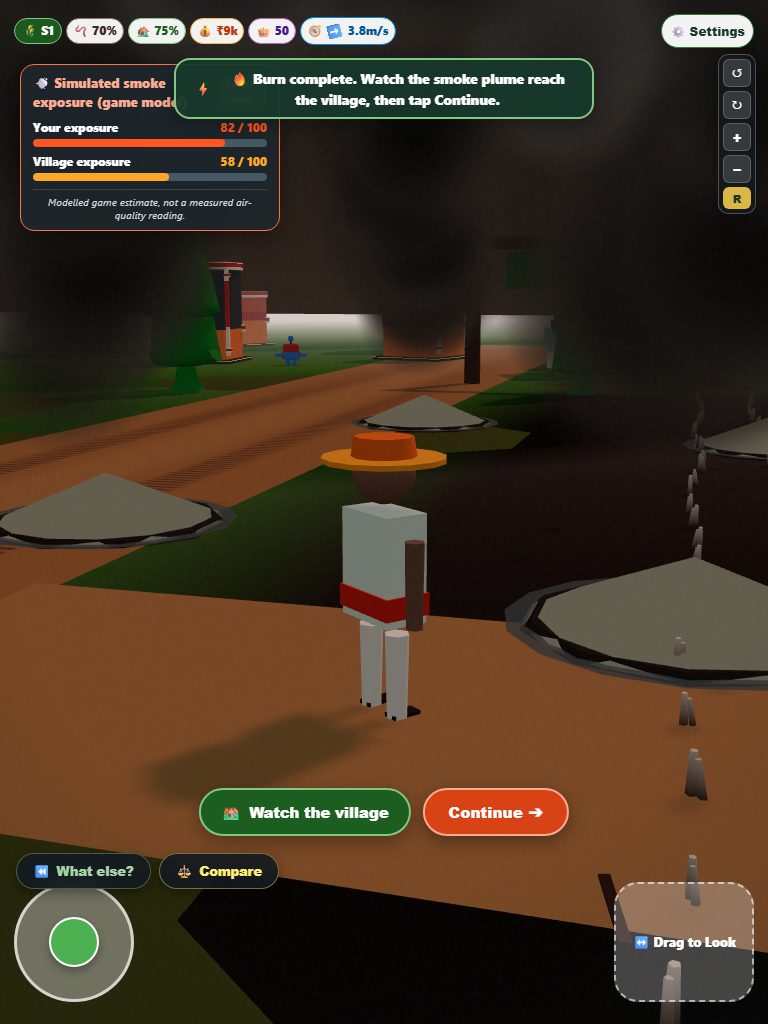 S1
70%
75%
₹9k
50
3.8m/s
Settings
Simulated smoke
exposure (game model)
Your exposure 82 / 100
Village exposure 58 / 100
Modelled game estimate, not a measured air-
quality reading.
Burn complete. Watch the smoke plume reach
the village, then tap Continue.
↺
↻
+
−
R
Watch the village
Continue ➔
What else?
Compare
Drag to Look